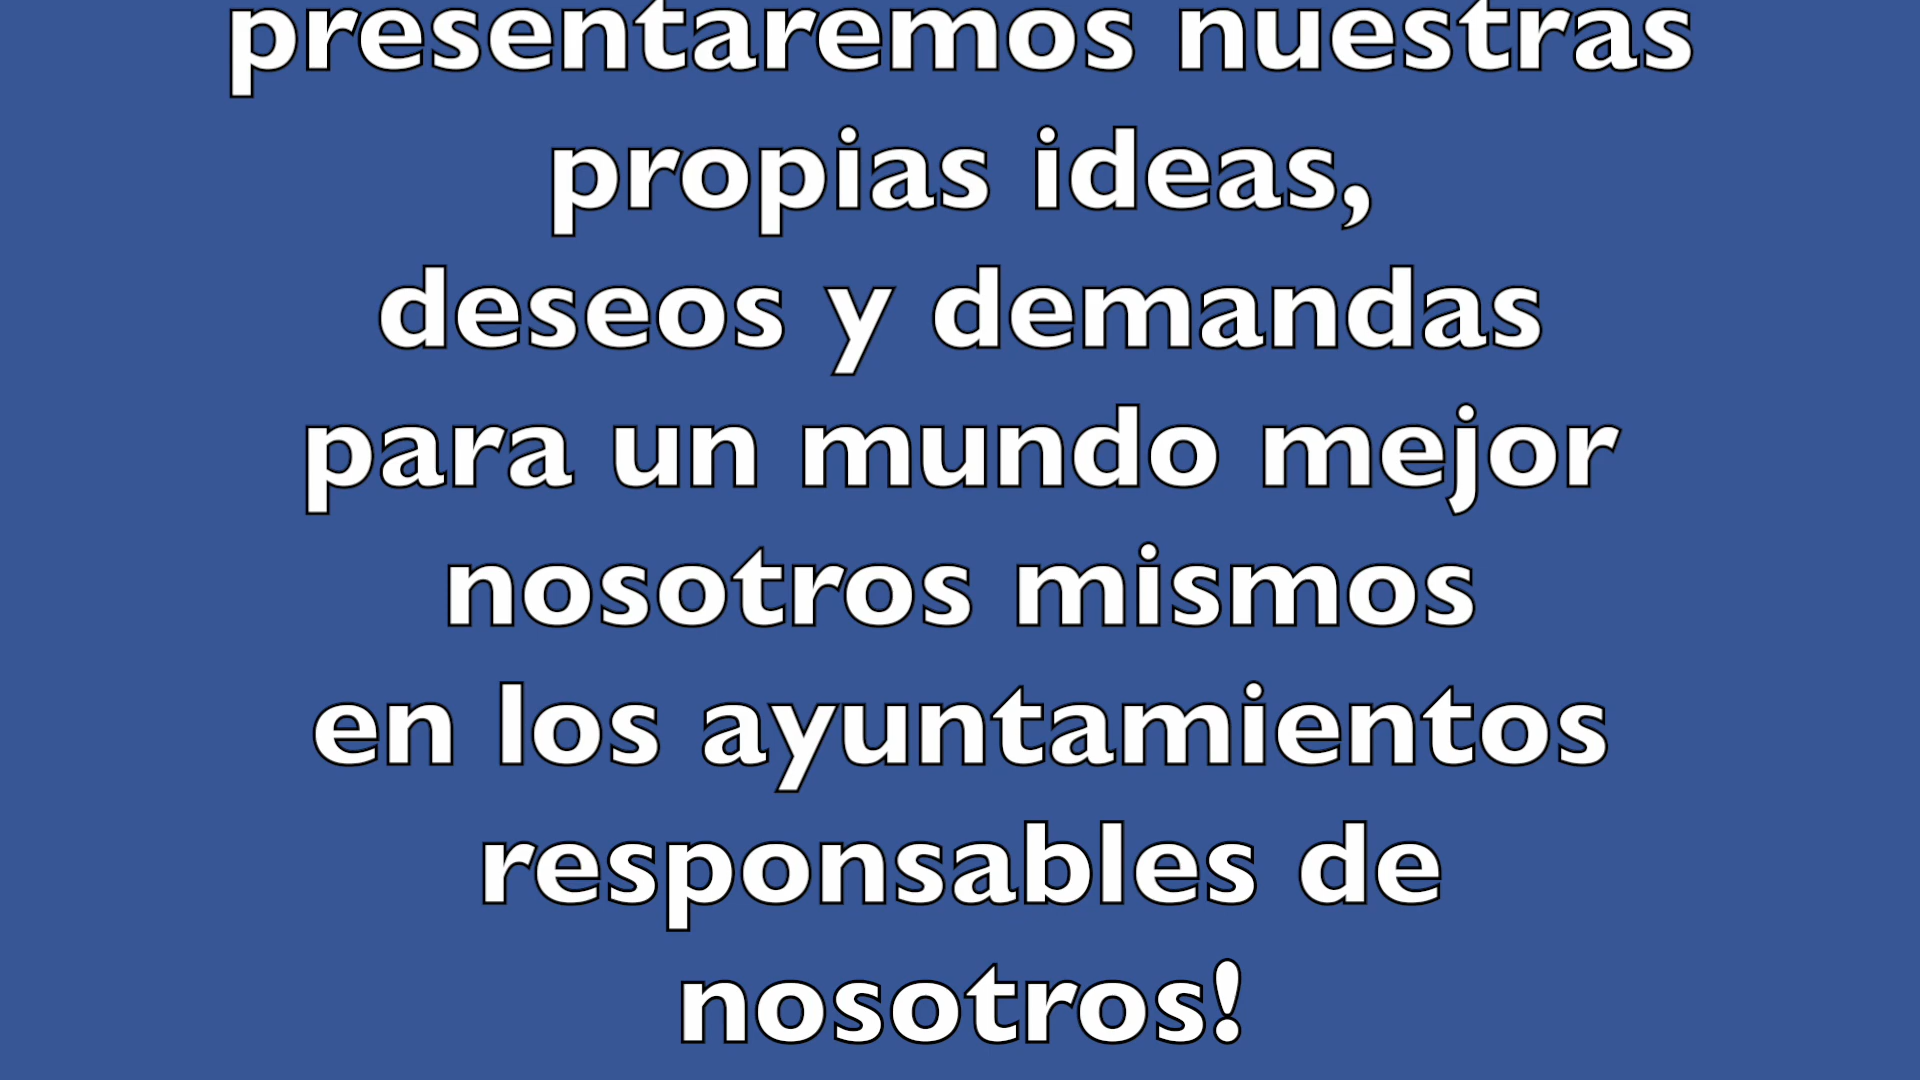 presentaremos nuestras
propias ideas,
deseos y demandas
para un mundo mejor
nosotros mismos
en los ayuntamientos
responsables de
nosotros!